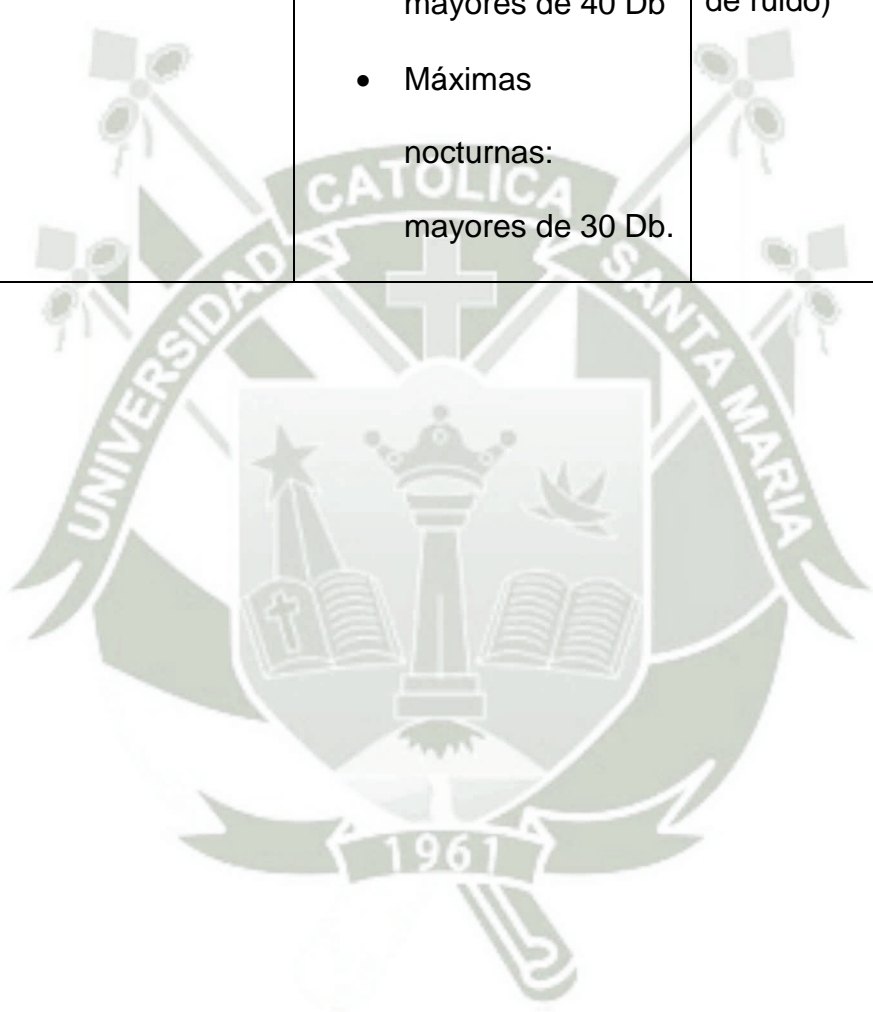 mayores de 40 Db
de ruido)
• Máximas
nocturnas:
mayores de 30 Db.
UNIVERSIDAD CATOLICA SANTA MARIA
1961